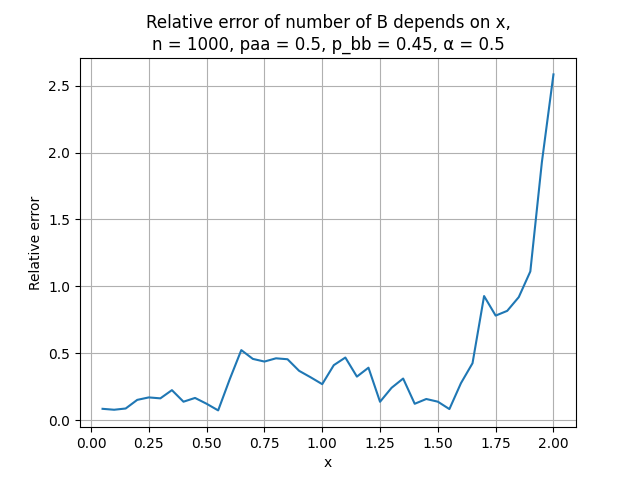 Relative error of number of B depends on x,
n = 1000, paa = 0.5, p_bb = 0.45, α = 0.5
2.5
2.0
1.5
1.0
0.5
0.0
Relative error
0.00 0.25 0.50 0.75 1.00 1.25 1.50 1.75 2.00
x